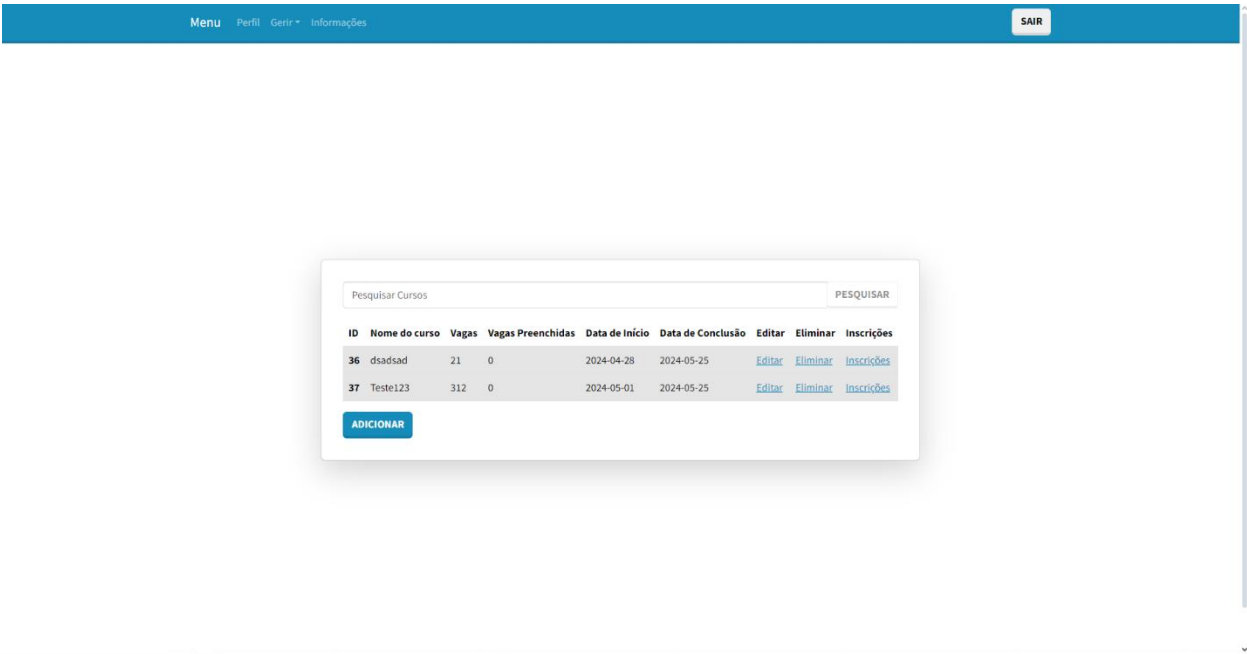 Menu Perfil Gerir Informações SAIR
Pesquisar Cursos PESQUISAR
ID Nome do curso Vagas Vagas Preenchidas Data de Início Data de Conclusão Editar Eliminar Inscrições
36 dsadsad 21 0 2024-04-28 2024-05-25 Editar Eliminar Inscrições
37 Teste123 312 0 2024-05-01 2024-05-25 Editar Eliminar Inscrições
ADICIONAR